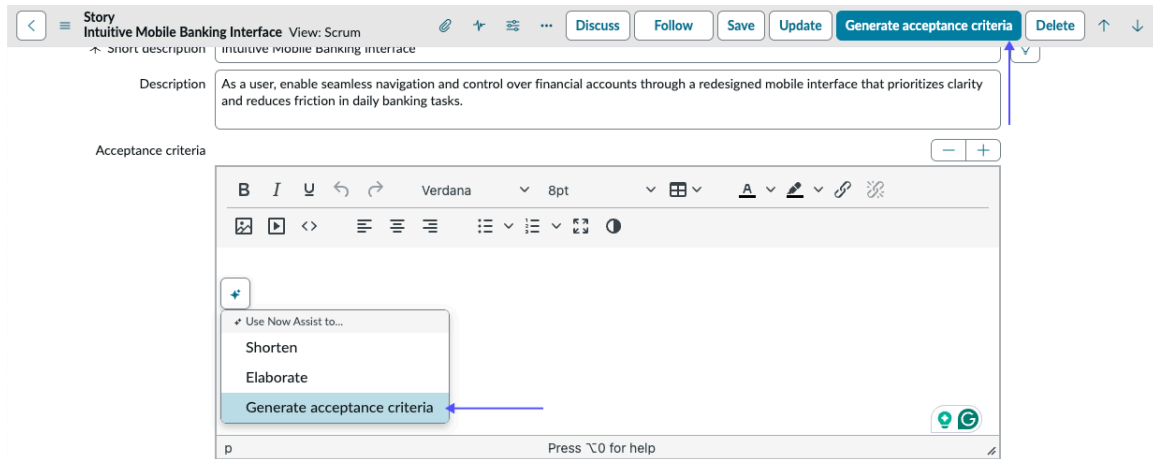 Story
Intuitive Mobile Banking Interface View: Scrum
Discuss
Follow
Save
Update
Generate acceptance criteria
Delete
Short description
Intuitive Mobile Banking Interface
Description
As a user, enable seamless navigation and control over financial accounts through a redesigned mobile interface that prioritizes clarity
and reduces friction in daily banking tasks.
Acceptance criteria
B I U Verdana 8pt A
Use Now Assist to...
Shorten
Elaborate
Generate acceptance criteria
p
Press ⌥0 for help